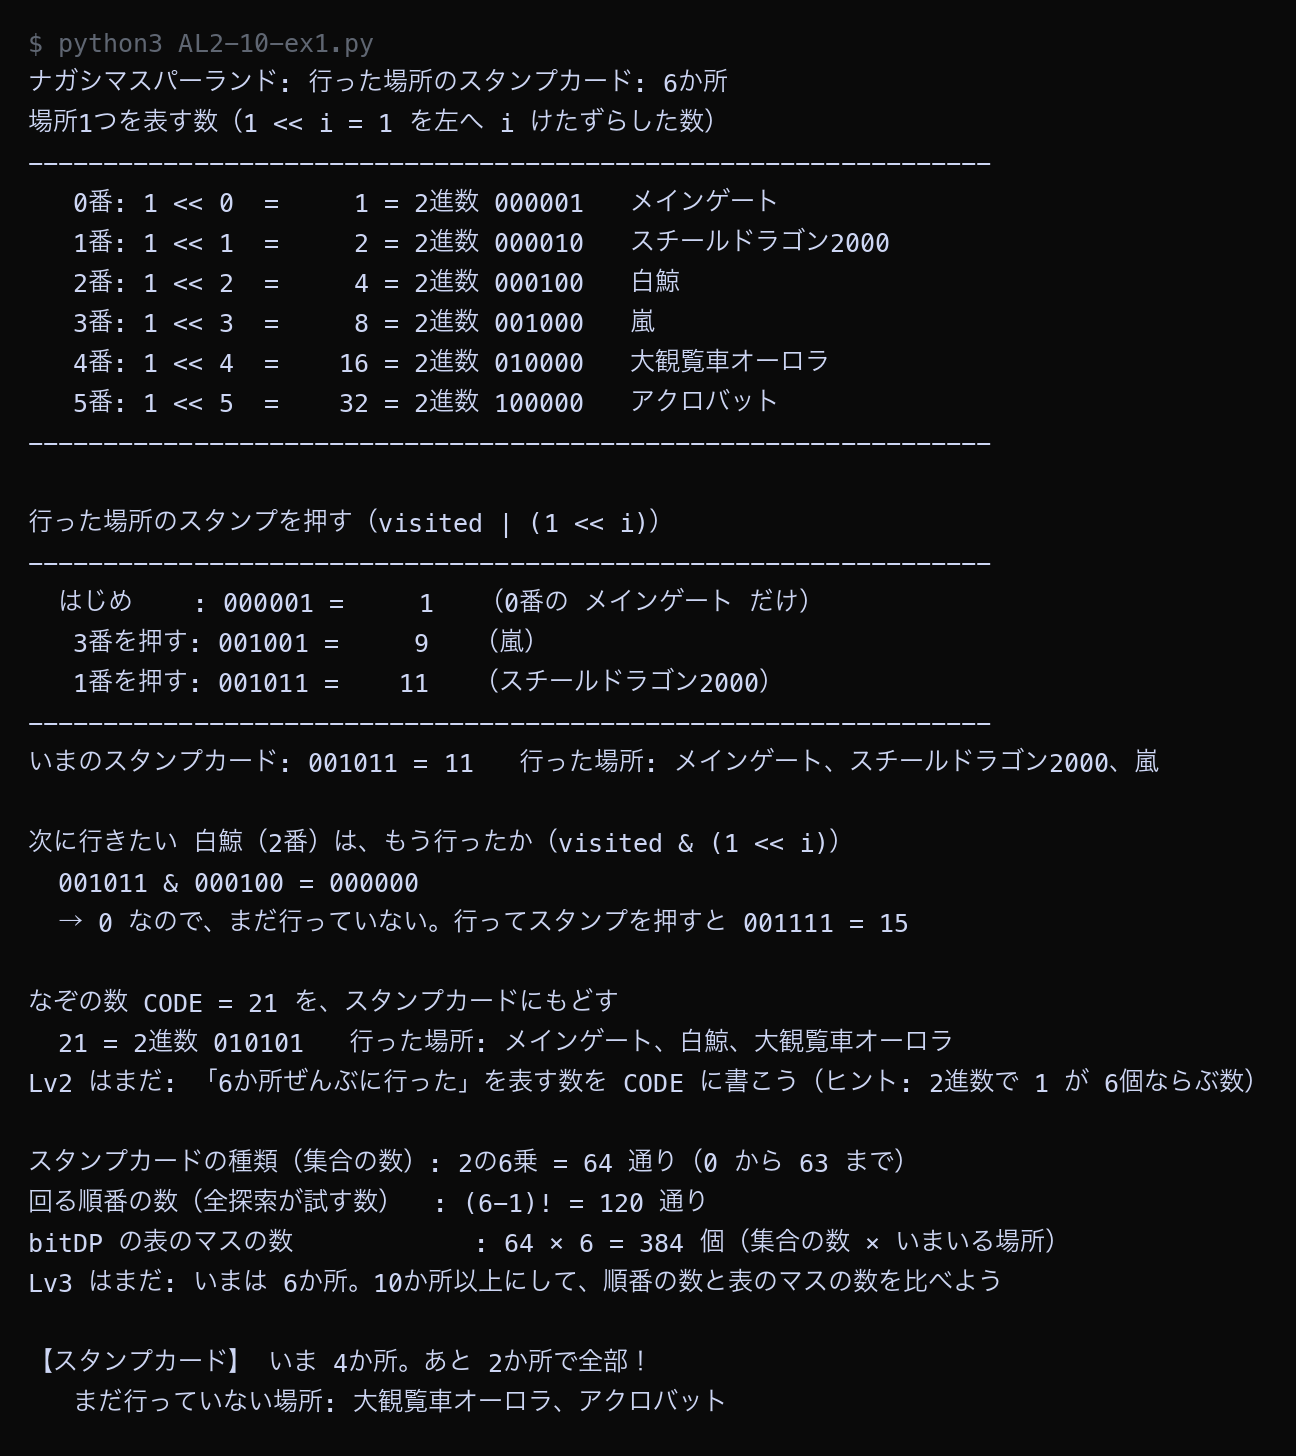 $ python3 AL2-10-ex1.py
ナガシマスパーランド: 行った場所のスタンプカード: 6か所
場所1つを表す数（1 << i = 1 を左へ i けたずらした数）
----------------------------------------------------------------
0番: 1 << 0 = 1 = 2進数 000001 メインゲート
1番: 1 << 1 = 2 = 2進数 000010 スチールドラゴン2000
2番: 1 << 2 = 4 = 2進数 000100 白鯨
3番: 1 << 3 = 8 = 2進数 001000 嵐
4番: 1 << 4 = 16 = 2進数 010000 大観覧車オーロラ
5番: 1 << 5 = 32 = 2進数 100000 アクロバット
----------------------------------------------------------------
行った場所のスタンプを押す（visited | (1 << i)）
----------------------------------------------------------------
はじめ : 000001 = 1 （0番の メインゲート だけ）
3番を押す: 001001 = 9 （嵐）
1番を押す: 001011 = 11 （スチールドラゴン2000）
----------------------------------------------------------------
いまのスタンプカード: 001011 = 11 行った場所: メインゲート、スチールドラゴン2000、嵐
次に行きたい 白鯨（2番）は、もう行ったか（visited & (1 << i)）
001011 & 000100 = 000000
→ 0 なので、まだ行っていない。行ってスタンプを押すと 001111 = 15
なぞの数 CODE = 21 を、スタンプカードにもどす
21 = 2進数 010101 行った場所: メインゲート、白鯨、大観覧車オーロラ
Lv2 はまだ: 「6か所ぜんぶに行った」を表す数を CODE に書こう（ヒント: 2進数で 1 が 6個ならぶ数）
スタンプカードの種類（集合の数）: 2の6乗 = 64 通り（0 から 63 まで）
回る順番の数（全探索が試す数） : (6-1)! = 120 通り
bitDP の表のマスの数 : 64 × 6 = 384 個（集合の数 × いまいる場所）
Lv3 はまだ: いまは 6か所。10か所以上にして、順番の数と表のマスの数を比べよう
【スタンプカード】 いま 4か所。あと 2か所で全部！
まだ行っていない場所: 大観覧車オーロラ、アクロバット